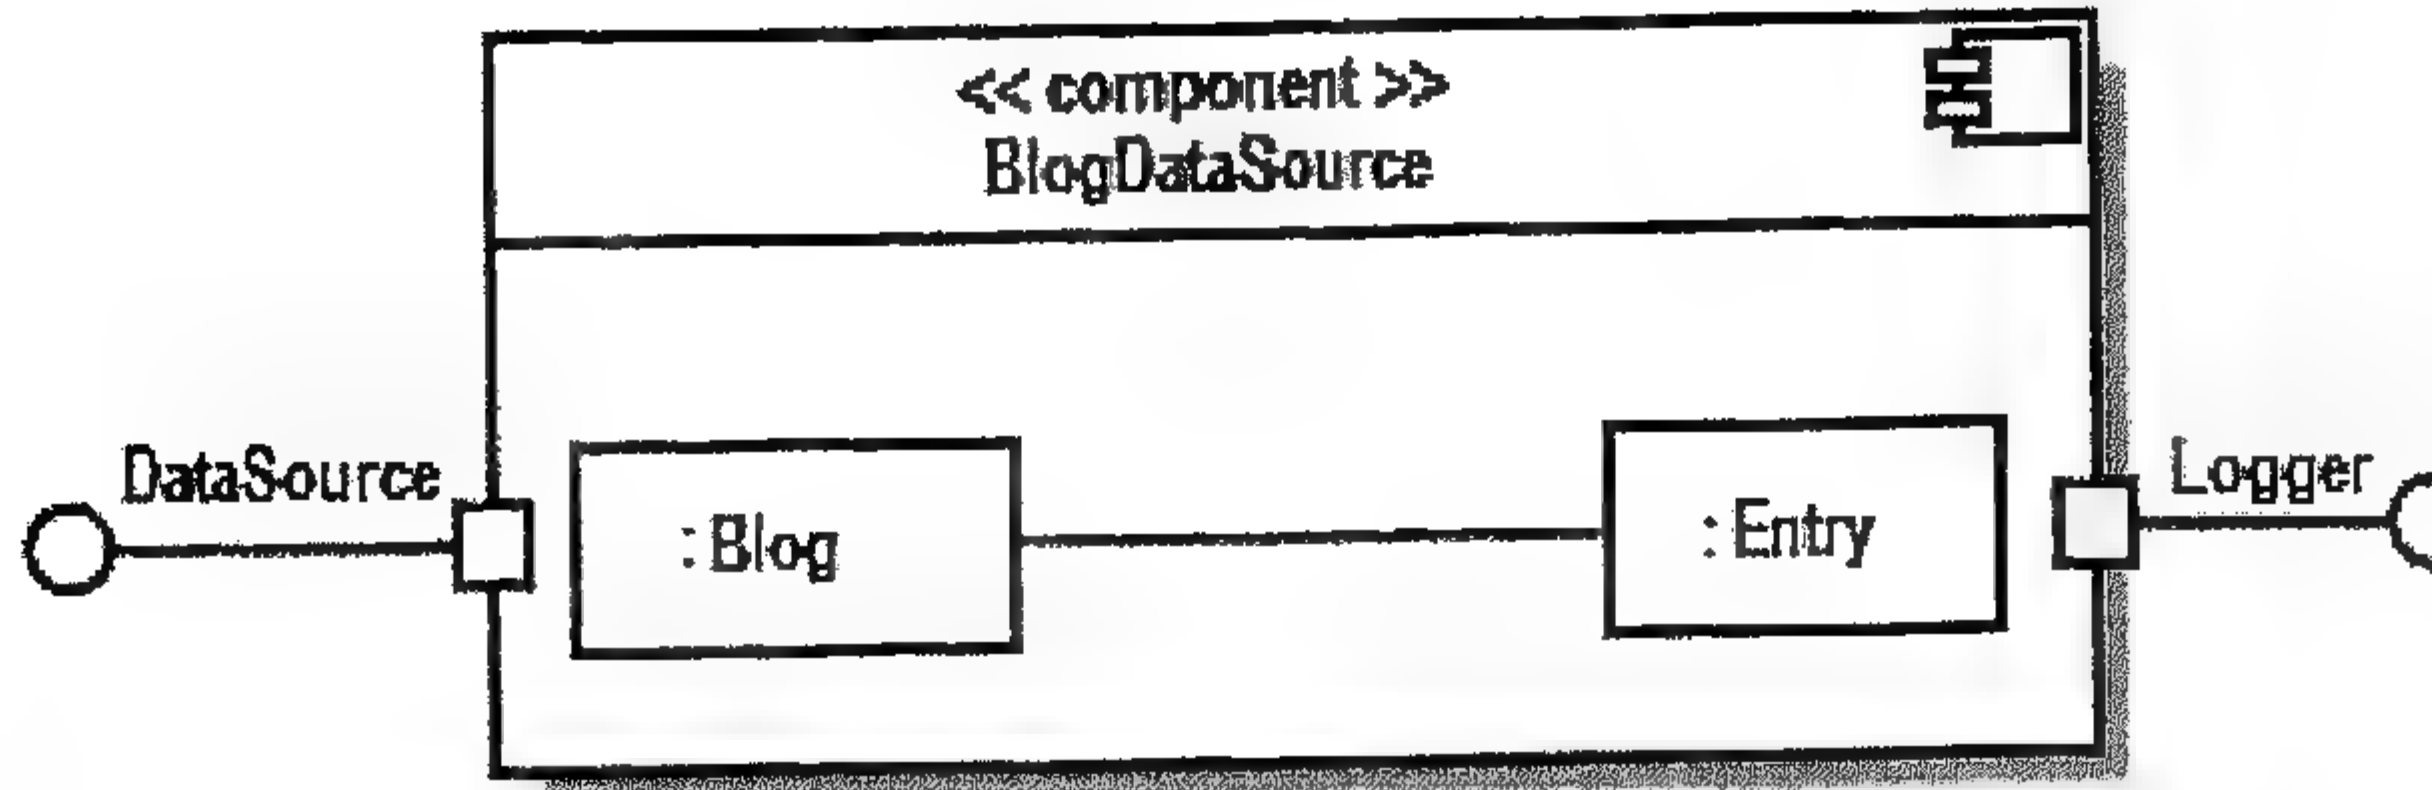 << component >>
BlogDataSource
DataSource
Logger
:Blog
:Entry